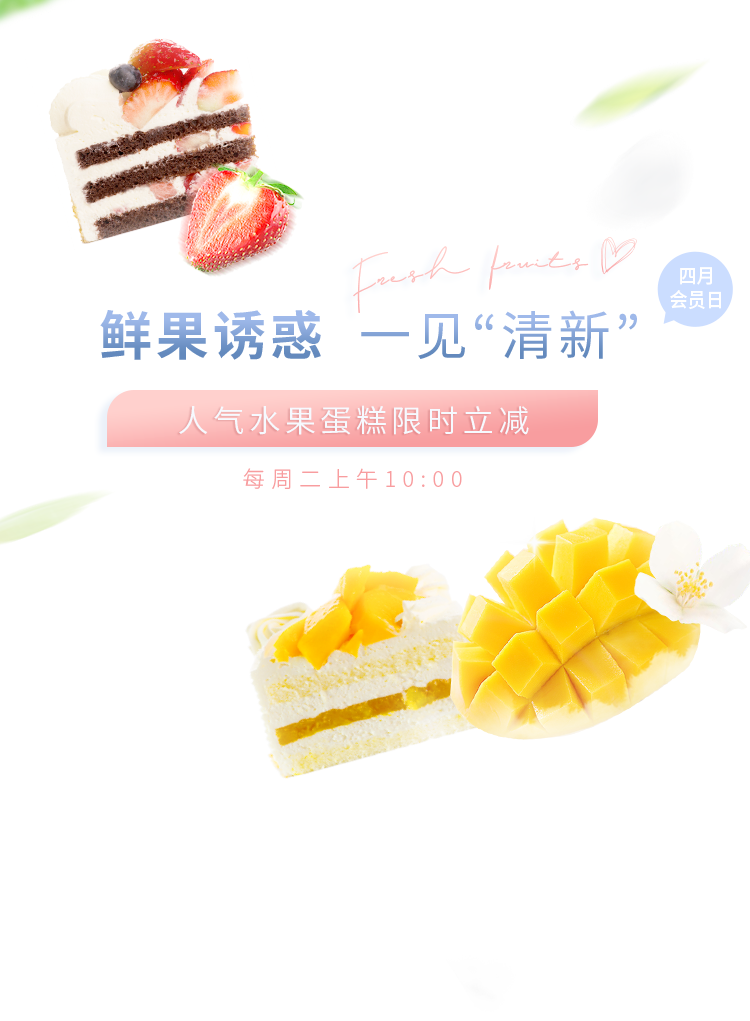 Fresh fruits
四月
会员日
鲜果诱惑 一见“清新”
人气水果蛋糕限时立减
每周二上午10:00